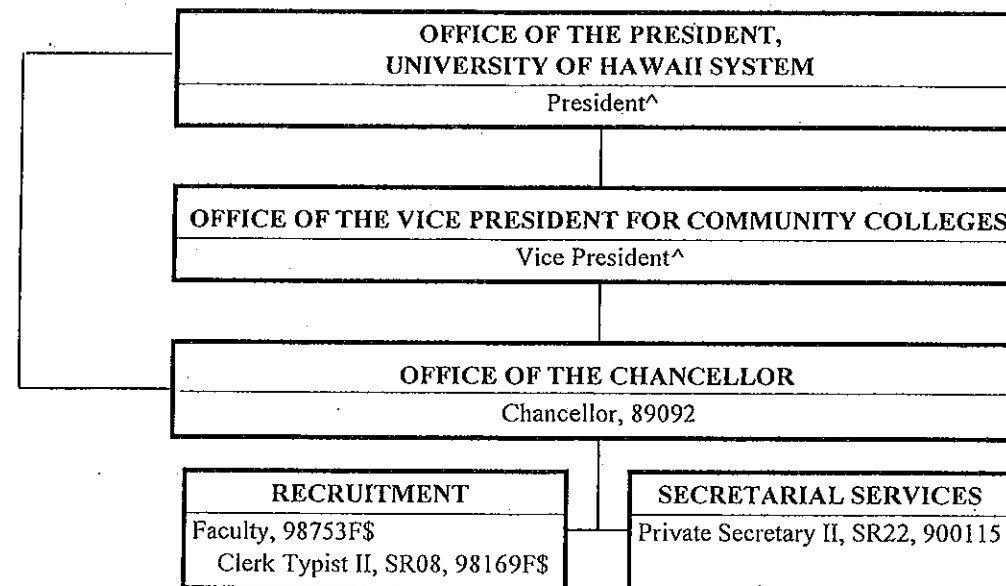 OFFICE OF THE PRESIDENT,
UNIVERSITY OF HAWAII SYSTEM
President^
OFFICE OF THE VICE PRESIDENT FOR COMMUNITY COLLEGES
Vice President^
OFFICE OF THE CHANCELLOR
Chancellor, 89092
RECRUITMENT
Faculty, 98753F$
Clerk Typist II, SR08, 98169F$
SECRETARIAL SERVICES
Private Secretary II, SR22, 900115